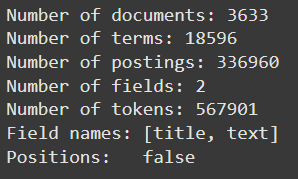 Number of documents: 3633
Number of terms: 18596
Number of postings: 336960
Number of fields: 2
Number of tokens: 567901
Field names: [title, text]
Positions:   false